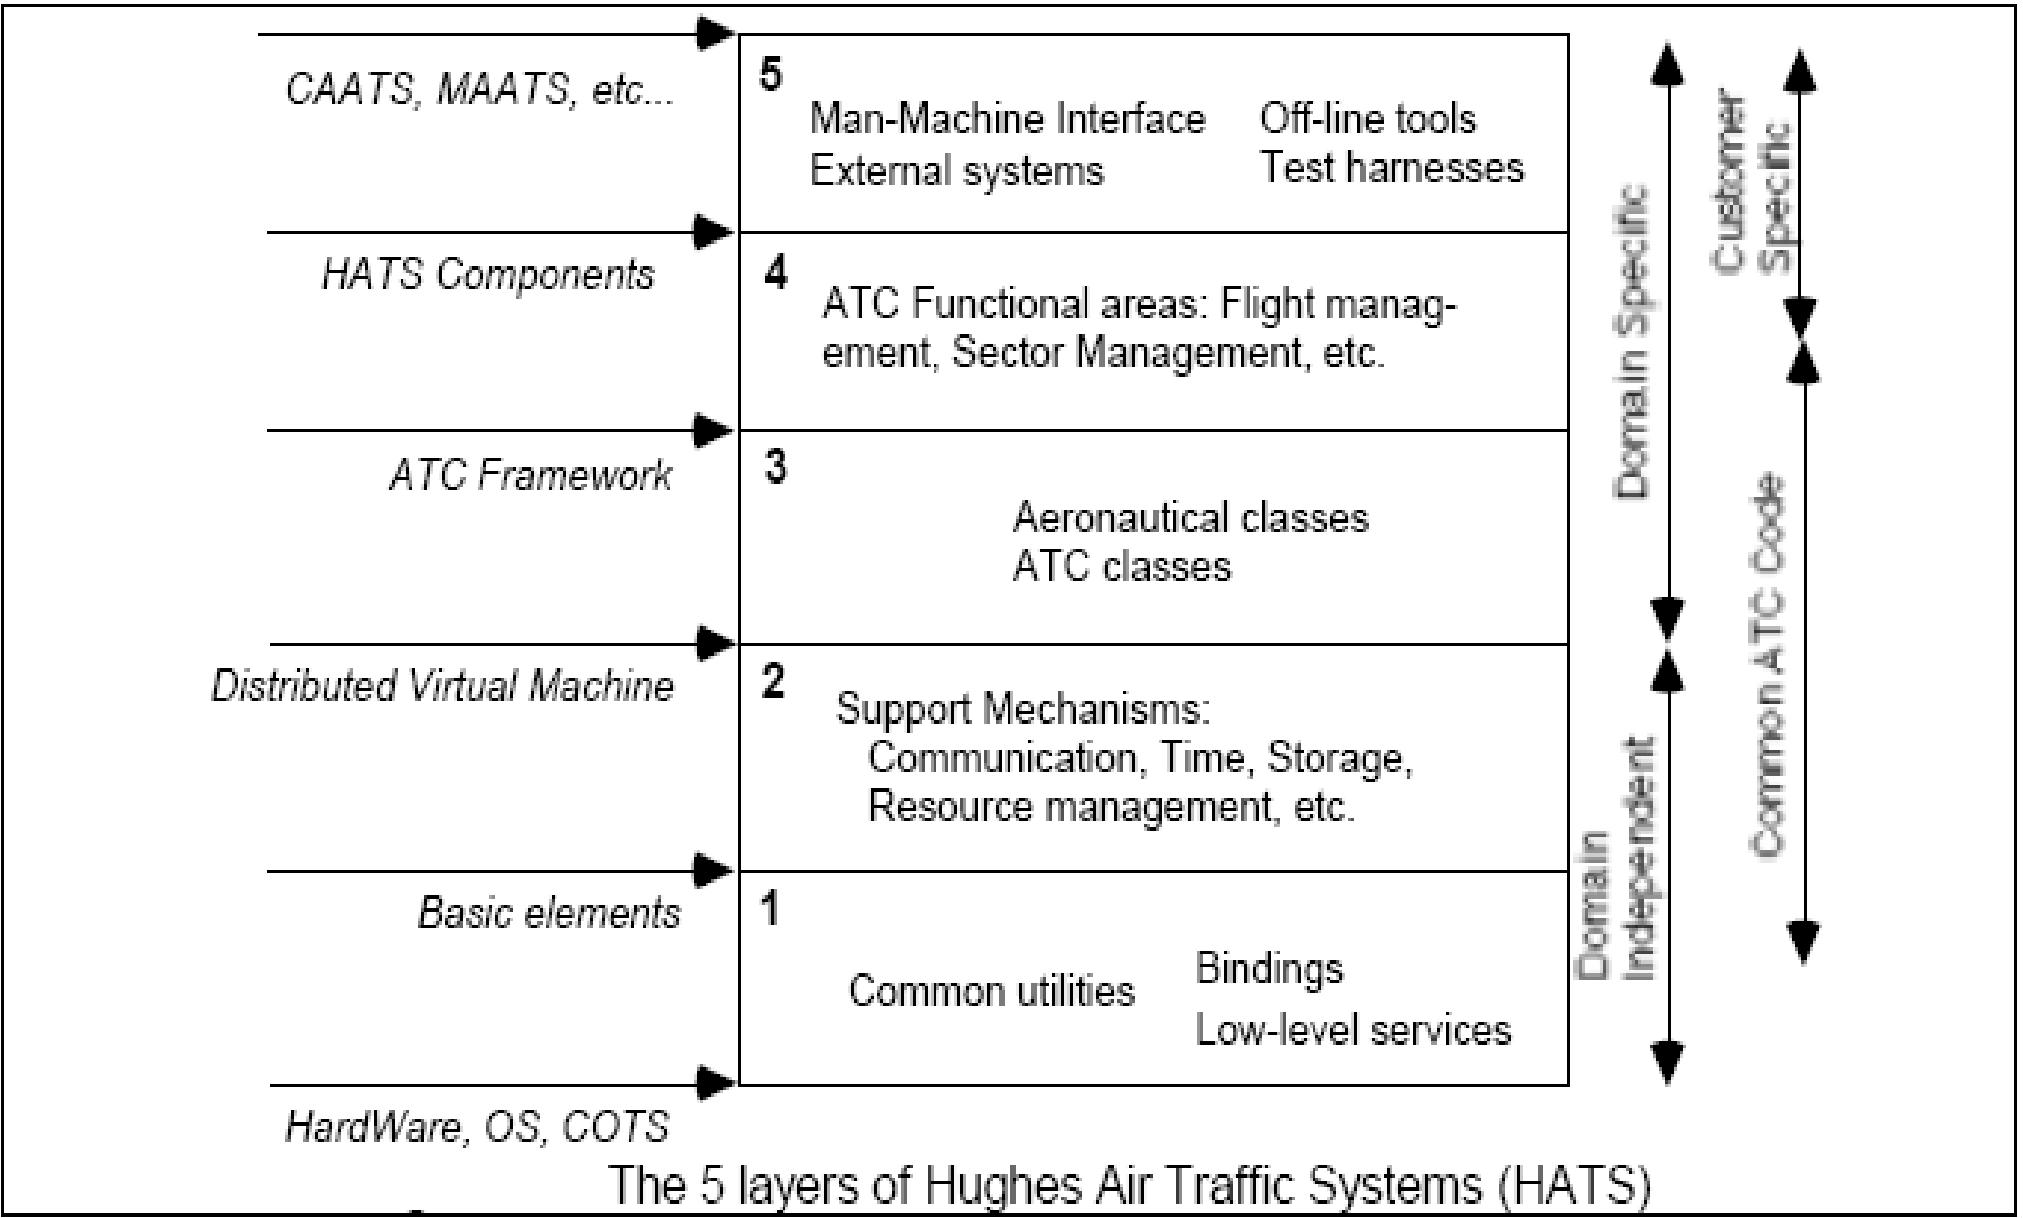 CAATS, MAATS, etc...
5
Man-Machine Interface
External systems
Off-line tools
Test harnesses
HATS Components
4
ATC Functional areas: Flight manag-
ement, Sector Management, etc.
ATC Framework
3
Aeronautical classes
ATC classes
Distributed Virtual Machine
2
Support Mechanisms:
Communication, Time, Storage,
Resource management, etc.
Basic elements
1
Common utilities
Bindings
Low-level services
HardWare, OS, COTS
Domain Specific
Domain
Independent
Customer
Specific
Common ATC Code
The 5 layers of Hughes Air Traffic Systems (HATS)